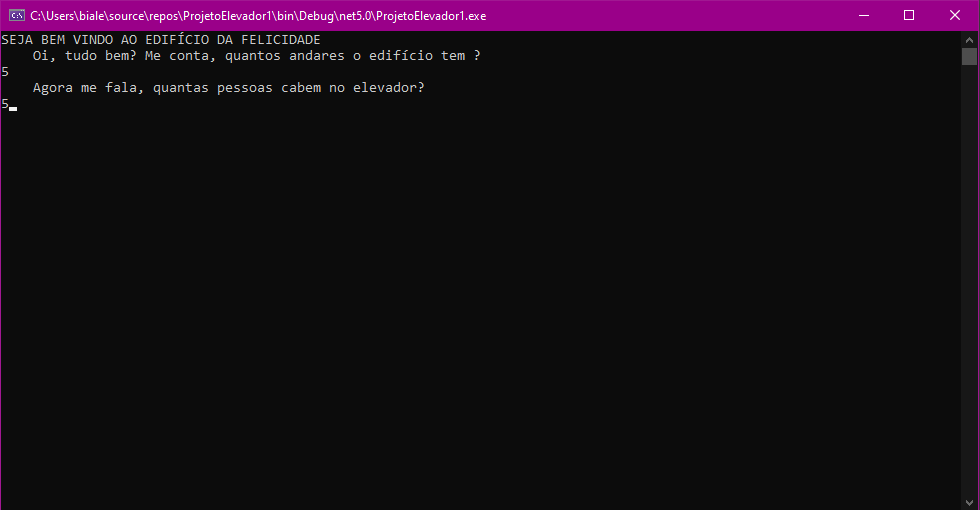 C:\Users\biale\source\repos\ProjetoElevador1\bin\Debug\net5.0\ProjetoElevador1.exe
SEJA BEM VINDO AO EDIFÍCIO DA FELICIDADE
Oi, tudo bem? Me conta, quantos andares o edifício tem ?
5
Agora me fala, quantas pessoas cabem no elevador?
5